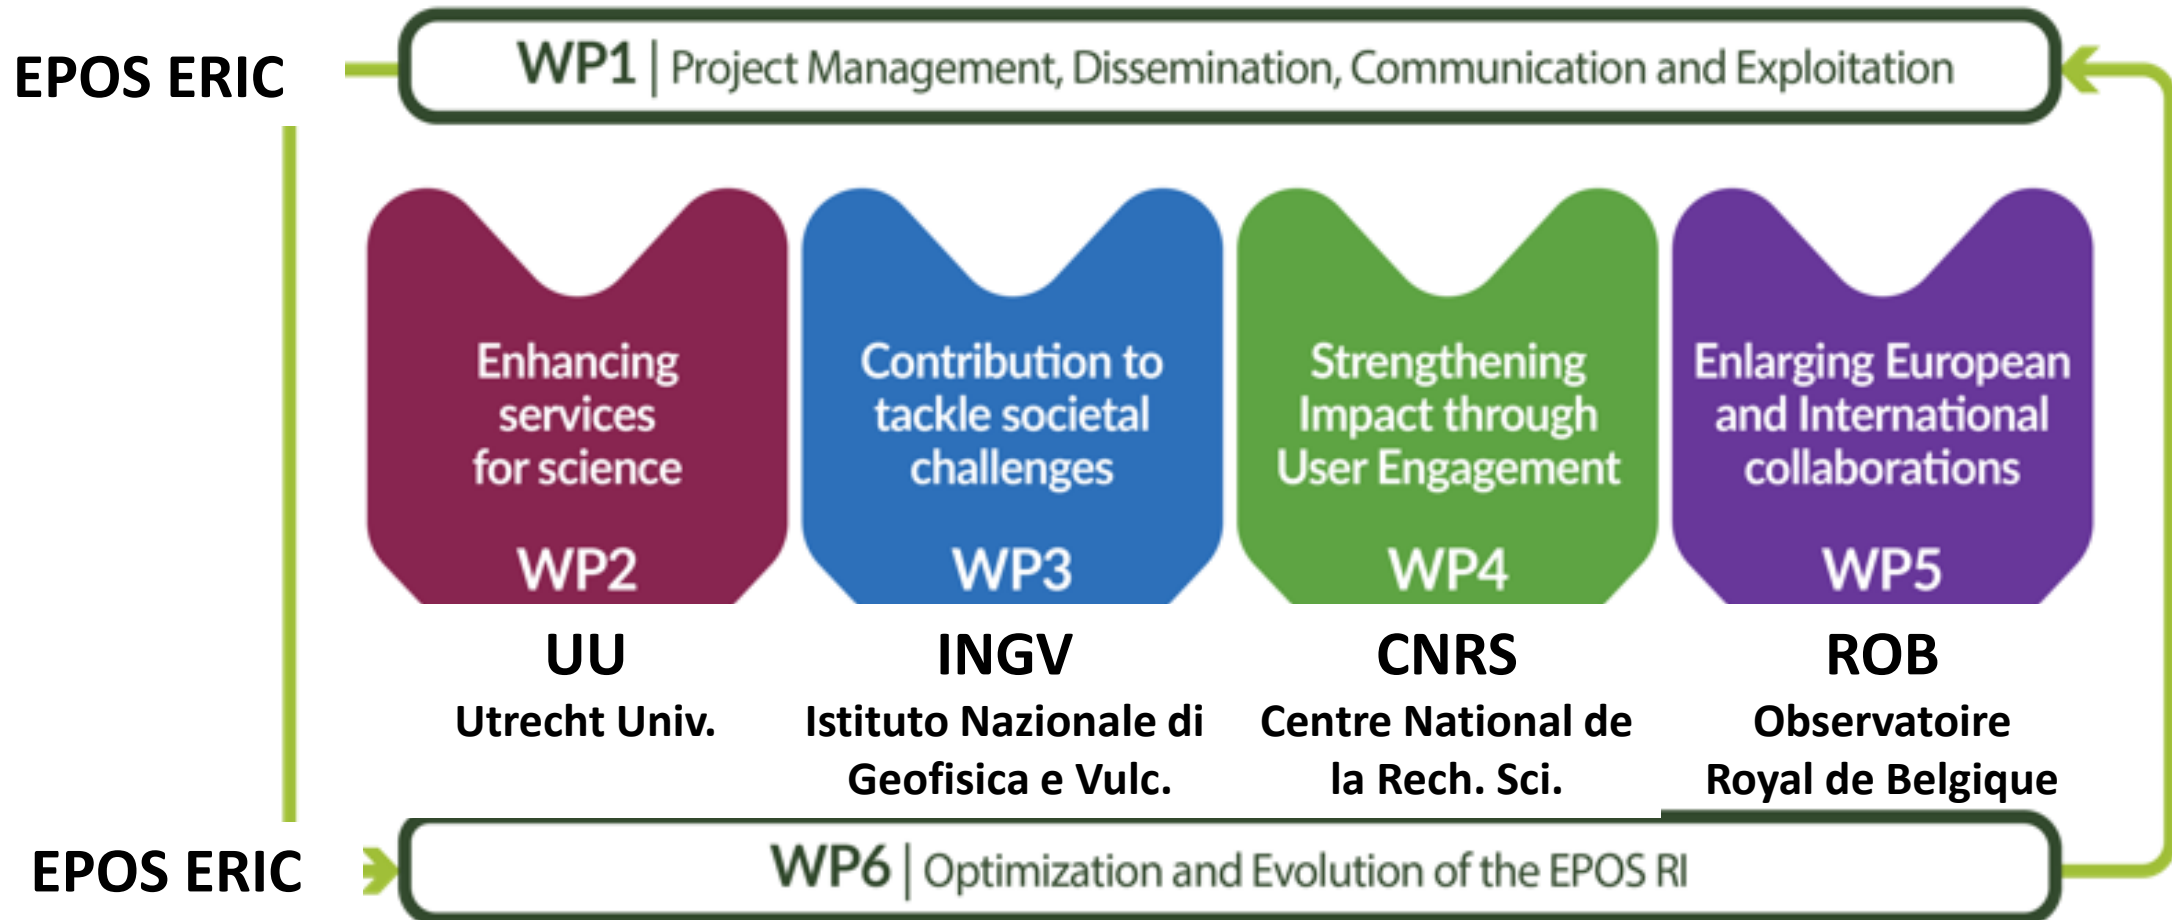 EPOS ERIC
WP1 | Project Management, Dissemination, Communication and Exploitation
Enhancing
services
for science
WP2
UU
Utrecht Univ.
Contribution to
tackle societal
challenges
WP3
INGV
Istituto Nazionale di
Geofisica e Vulc.
Strengthening
Impact through
User Engagement
WP4
CNRS
Centre National de
la Rech. Sci.
Enlarging European
and International
collaborations
WP5
ROB
Observatoire
Royal de Belgique
EPOS ERIC
WP6 | Optimization and Evolution of the EPOS RI